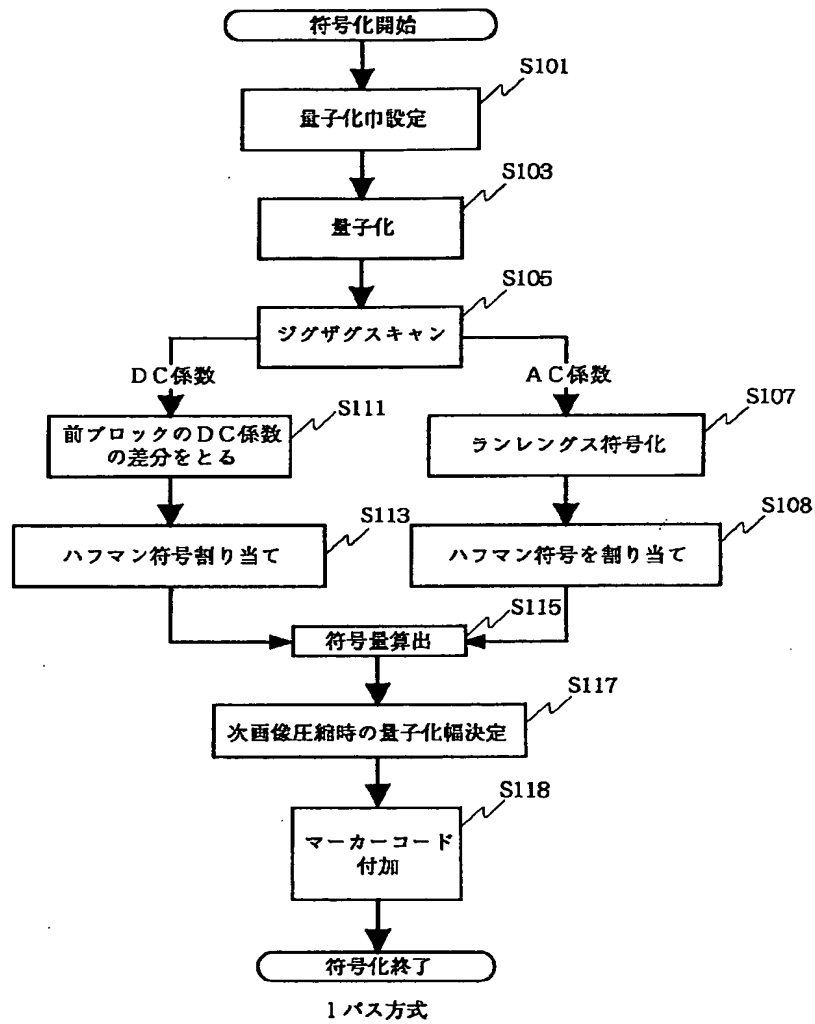 符号化開始
S101
量子化巾設定
S103
量子化
S105
ジグザグスキャン
DC係数
AC係数
S111
前ブロックのDC係数
の差分をとる
S107
ランレングス符号化
S113
ハフマン符号割り当て
S108
ハフマン符号を割り当て
S115
符号量算出
S117
次画像圧縮時の量子化幅決定
S118
マーカーコード
付加
符号化終了
1パス方式